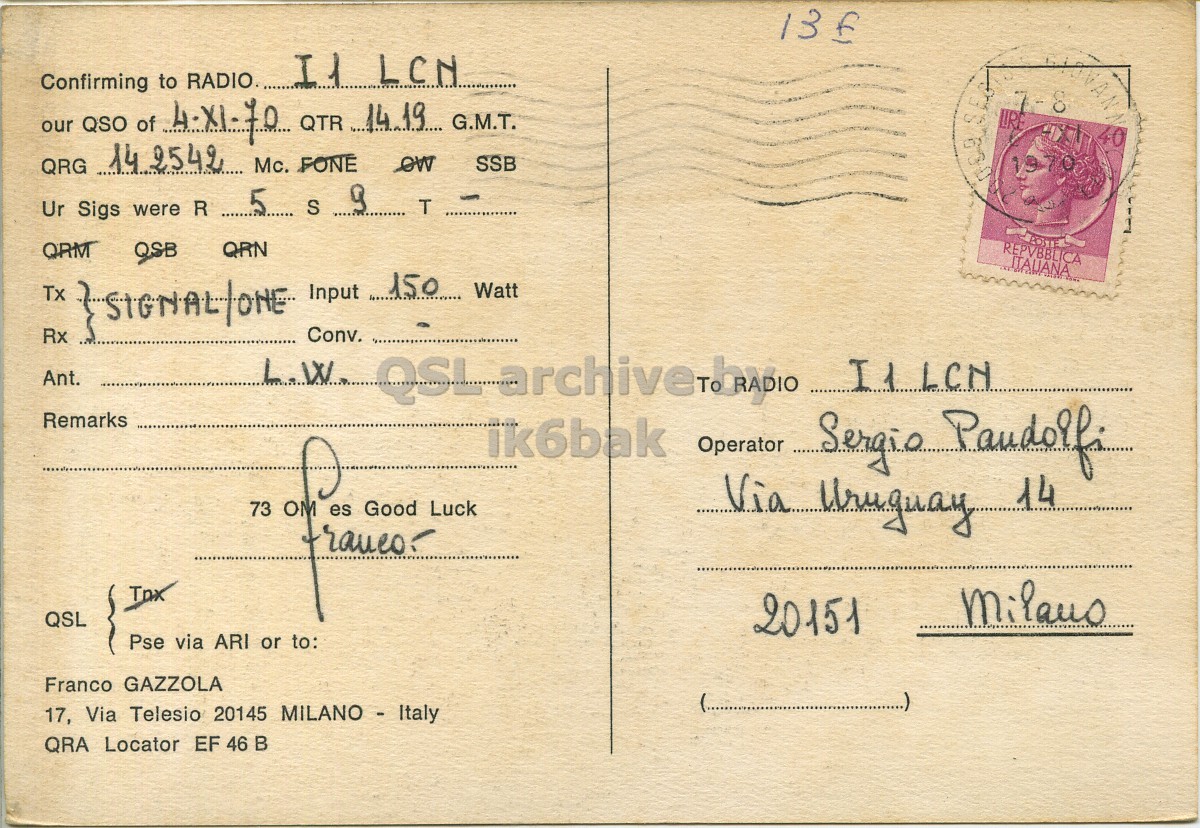 13 £
Confirming to RADIO. I1 LCN
our QSO of 4-XI-70 QTR 14.19 G.M.T.
QRG 14.2542 Mc. FONE CW SSB
Ur Sigs were R 5 S 9 T -
QRM QSB QRN
Tx } SIGNAL/ONE Input 150 Watt
Rx Conv. -
Ant. L.W.
Remarks
73 OM es Good Luck
Franco
QSL { Tnx
Pse via ARI or to:
Franco GAZZOLA
17, Via Telesio 20145 MILANO - Italy
QRA Locator EF 46 B
7-8
XI
1970
LIRE 40
POSTE
REPVBBLICA
ITALIANA
To RADIO I1 LCN
Operator Sergio Pandolfi
Via Uruguay 14
20151 Milano
(
)
QSL archive by
ik6bak